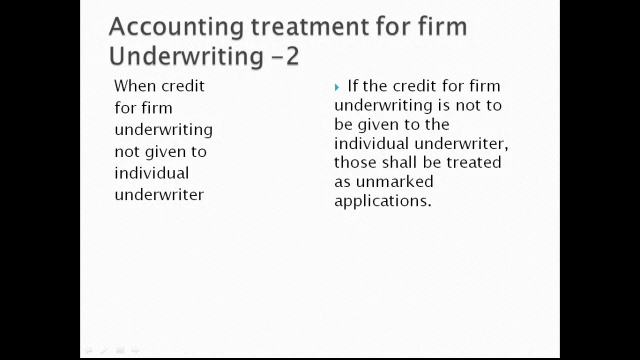 Accounting treatment for firm
Underwriting -2
When credit
for firm
underwriting
not given to
individual
underwriter
If the credit for firm
underwriting is not to
be given to the
individual underwriter,
those shall be treated
as unmarked
applications.